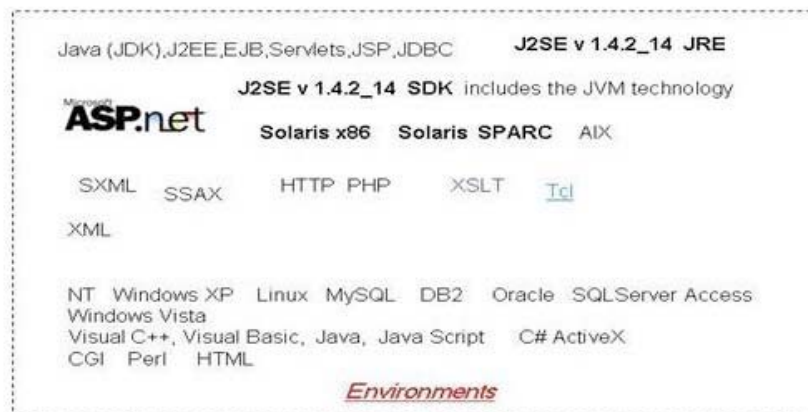 Java (JDK),J2EE,EJB,Servlets,JSP,JDBC J2SE v 1.4.2_14 JRE
J2SE v 1.4.2_14 SDK includes the JVM technology
Microsoft
ASP.net
Solaris x86 Solaris SPARC AIX
SXML SSAX HTTP PHP XSLT Tcl
XML
NT Windows XP Linux MySQL DB2 Oracle SQLServer Access
Windows Vista
Visual C++, Visual Basic, Java, Java Script C# ActiveX
CGI Perl HTML
Environments